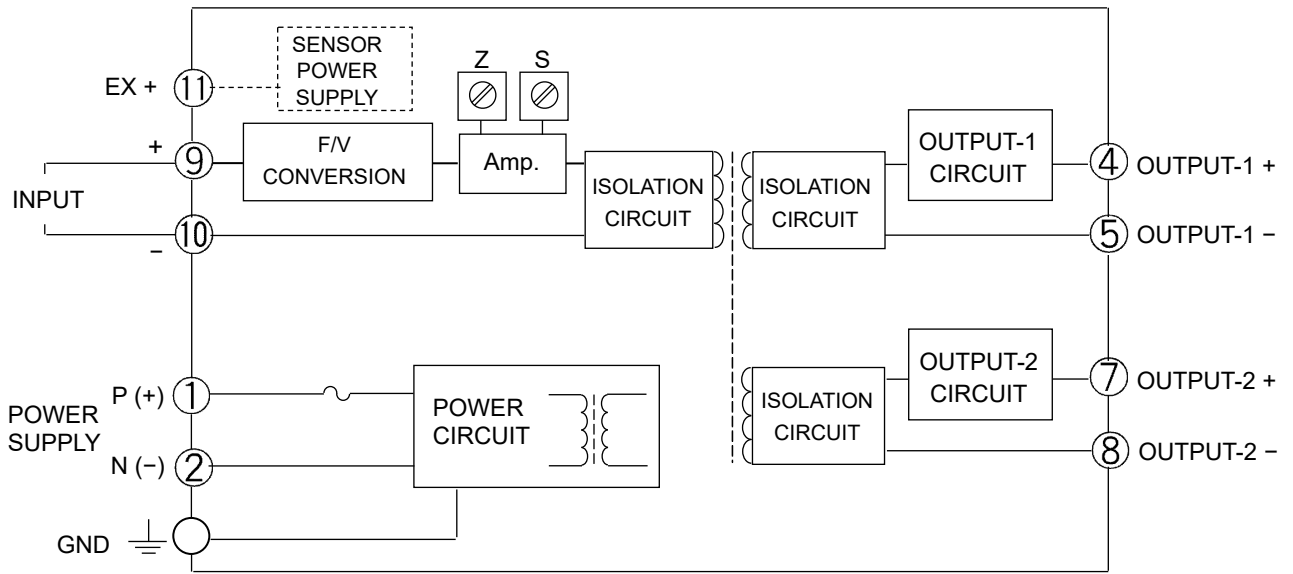 SENSOR
POWER
SUPPLY
Z
S
EX +
11
+
9
F/V
CONVERSION
Amp.
ISOLATION
CIRCUIT
ISOLATION
CIRCUIT
OUTPUT-1
CIRCUIT
4
OUTPUT-1 +
INPUT
10
−
5
OUTPUT-1 −
P (+)
1
POWER
SUPPLY
N (−)
2
POWER
CIRCUIT
ISOLATION
CIRCUIT
OUTPUT-2
CIRCUIT
7
OUTPUT-2 +
8
OUTPUT-2 −
GND